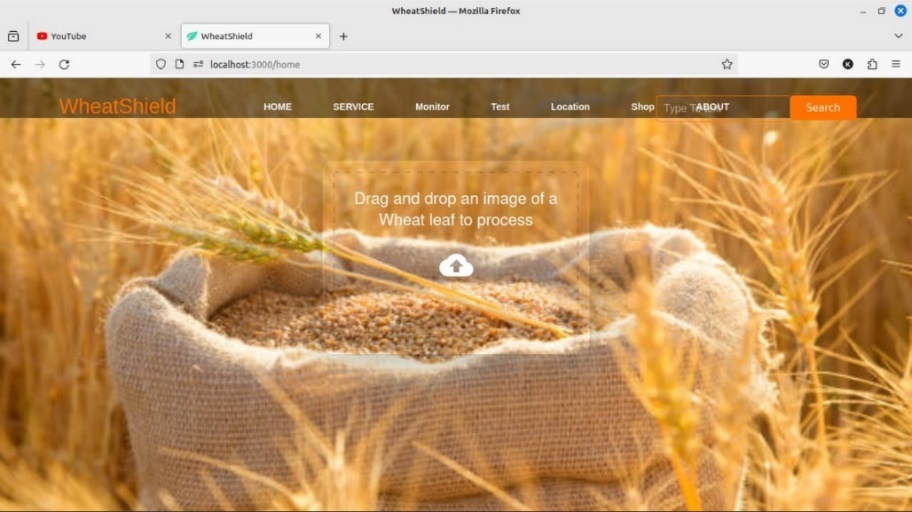 WheatShield — Mozilla Firefox
YouTube
WheatShield
localhost:3000/home
WheatShield HOME SERVICE Monitor Test Location Shop Type ABOUT Search
Drag and drop an image of a
Wheat leaf to process